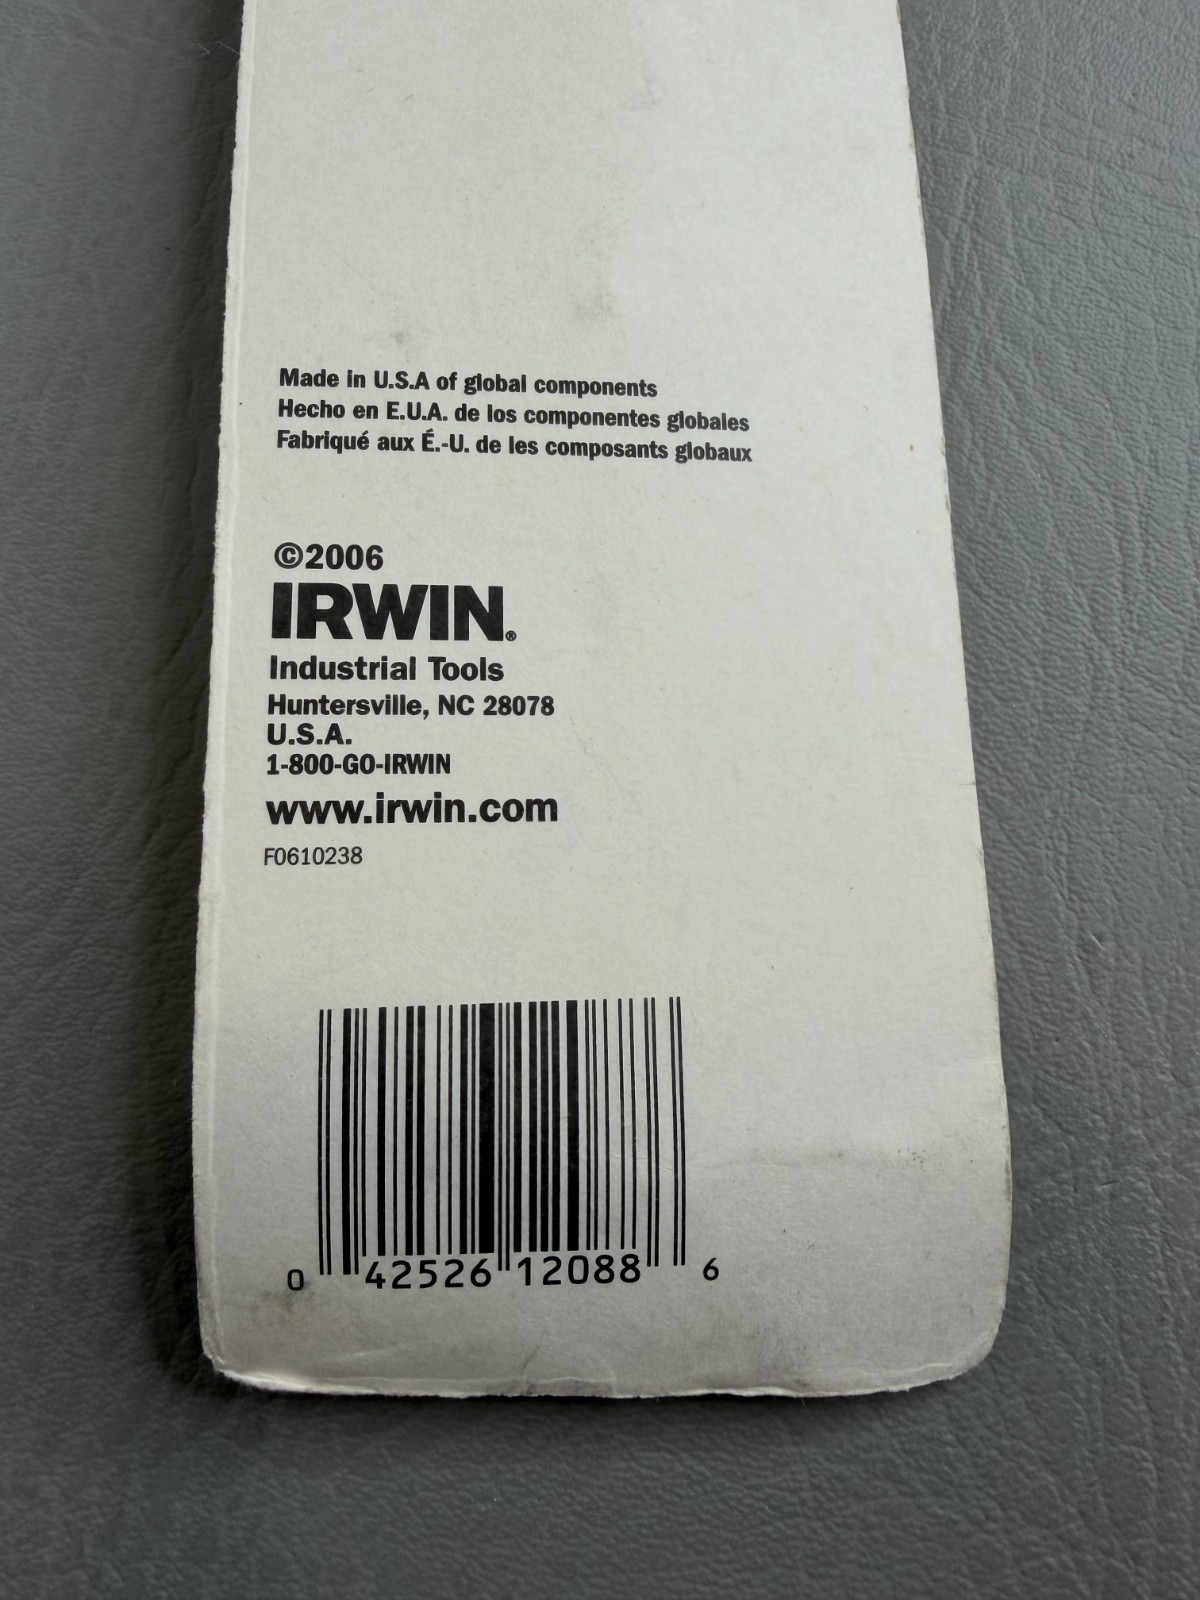 Made in U.S.A of global components
Hecho en E.U.A. de los componentes globales
Fabriqué aux É.-U. de les composants globaux
©2006
IRWIN®
Industrial Tools
Huntersville, NC 28078
U.S.A.
1-800-GO-IRWIN
www.irwin.com
F0610238
0 42526 12088 6